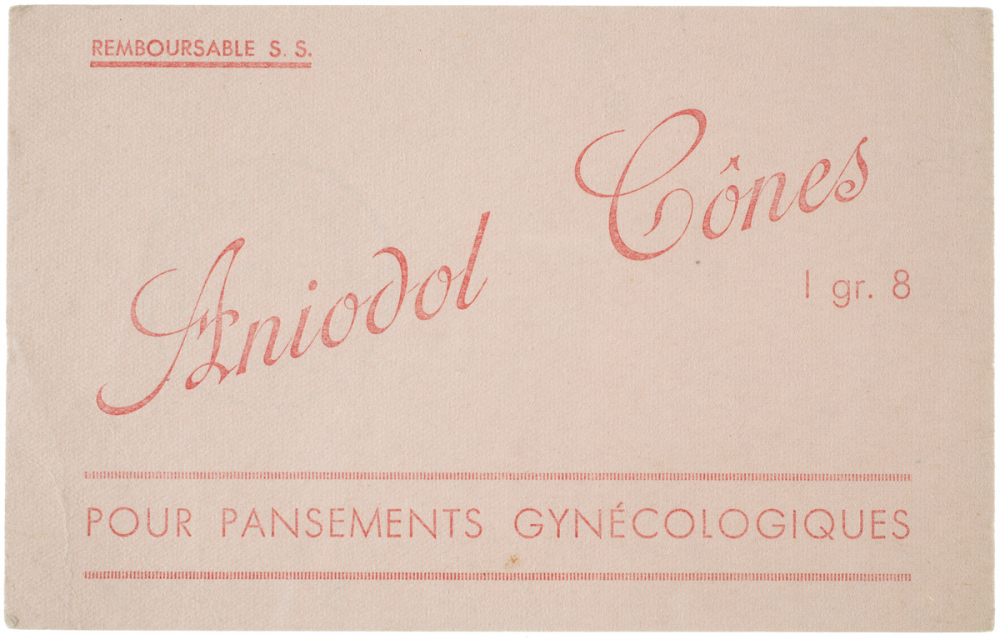 REMBOURSABLE S. S.
Aniodol Cônes
1 gr. 8
POUR PANSEMENTS GYNÉCOLOGIQUES